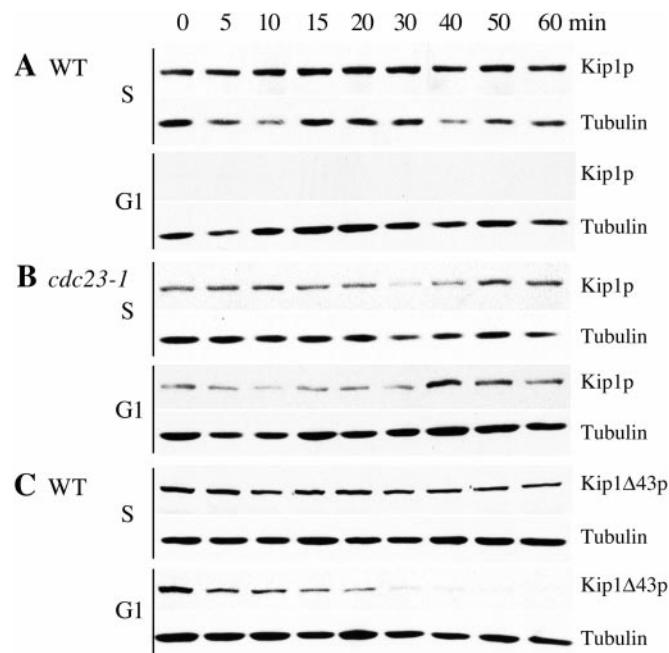 0 5 10 15 20 30 40 50 60 min
A WT
S
Kip1p
Tubulin
G1
Kip1p
Tubulin
B cdc23-1
S
Kip1p
Tubulin
G1
Kip1p
Tubulin
C WT
S
Kip1Δ43p
Tubulin
G1
Kip1Δ43p
Tubulin